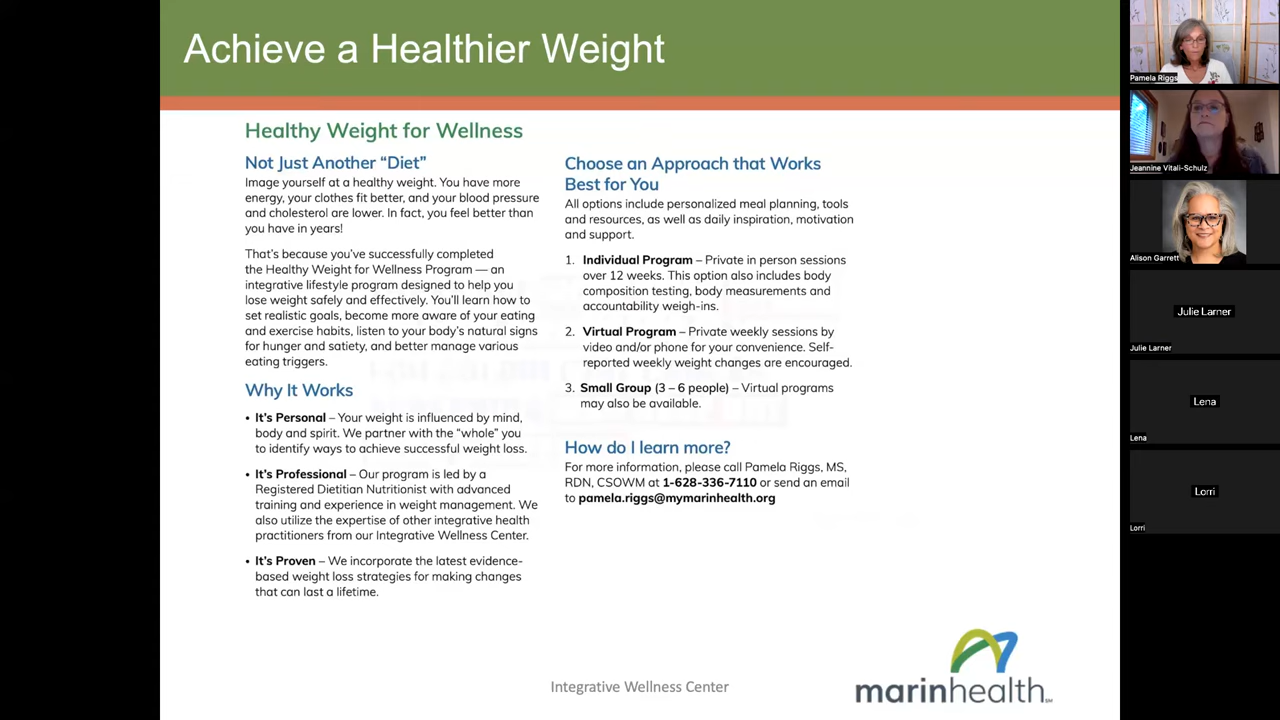 Achieve a Healthier Weight
Healthy Weight for Wellness
Not Just Another “Diet”
Image yourself at a healthy weight. You have more
energy, your clothes fit better, and your blood pressure
and cholesterol are lower. In fact, you feel better than
you have in years!
That’s because you’ve successfully completed
the Healthy Weight for Wellness Program — an
integrative lifestyle program designed to help you
lose weight safely and effectively. You’ll learn how to
set realistic goals, become more aware of your eating
and exercise habits, listen to your body’s natural signs
for hunger and satiety, and better manage various
eating triggers.
Why It Works
• It’s Personal – Your weight is influenced by mind,
body and spirit. We partner with the “whole” you
to identify ways to achieve successful weight loss.
• It’s Professional – Our program is led by a
Registered Dietitian Nutritionist with advanced
training and experience in weight management. We
also utilize the expertise of other integrative health
practitioners from our Integrative Wellness Center.
• It’s Proven – We incorporate the latest evidence-
based weight loss strategies for making changes
that can last a lifetime.
Choose an Approach that Works
Best for You
All options include personalized meal planning, tools
and resources, as well as daily inspiration, motivation
and support.
1. Individual Program – Private in person sessions
over 12 weeks. This option also includes body
composition testing, body measurements and
accountability weigh-ins.
2. Virtual Program – Private weekly sessions by
video and/or phone for your convenience. Self-
reported weekly weight changes are encouraged.
3. Small Group (3 – 6 people) – Virtual programs
may also be available.
How do I learn more?
For more information, please call Pamela Riggs, MS,
RDN, CSOWM at 1-628-336-7110 or send an email
to pamela.riggs@mymarinhealth.org
Integrative Wellness Center
marinhealth SM
Pamela Riggs
Jeannine Vitali-Schulz
Alison Garrett
Julie Larner
Julie Larner
Lena
Lena
Lorri
Lorri